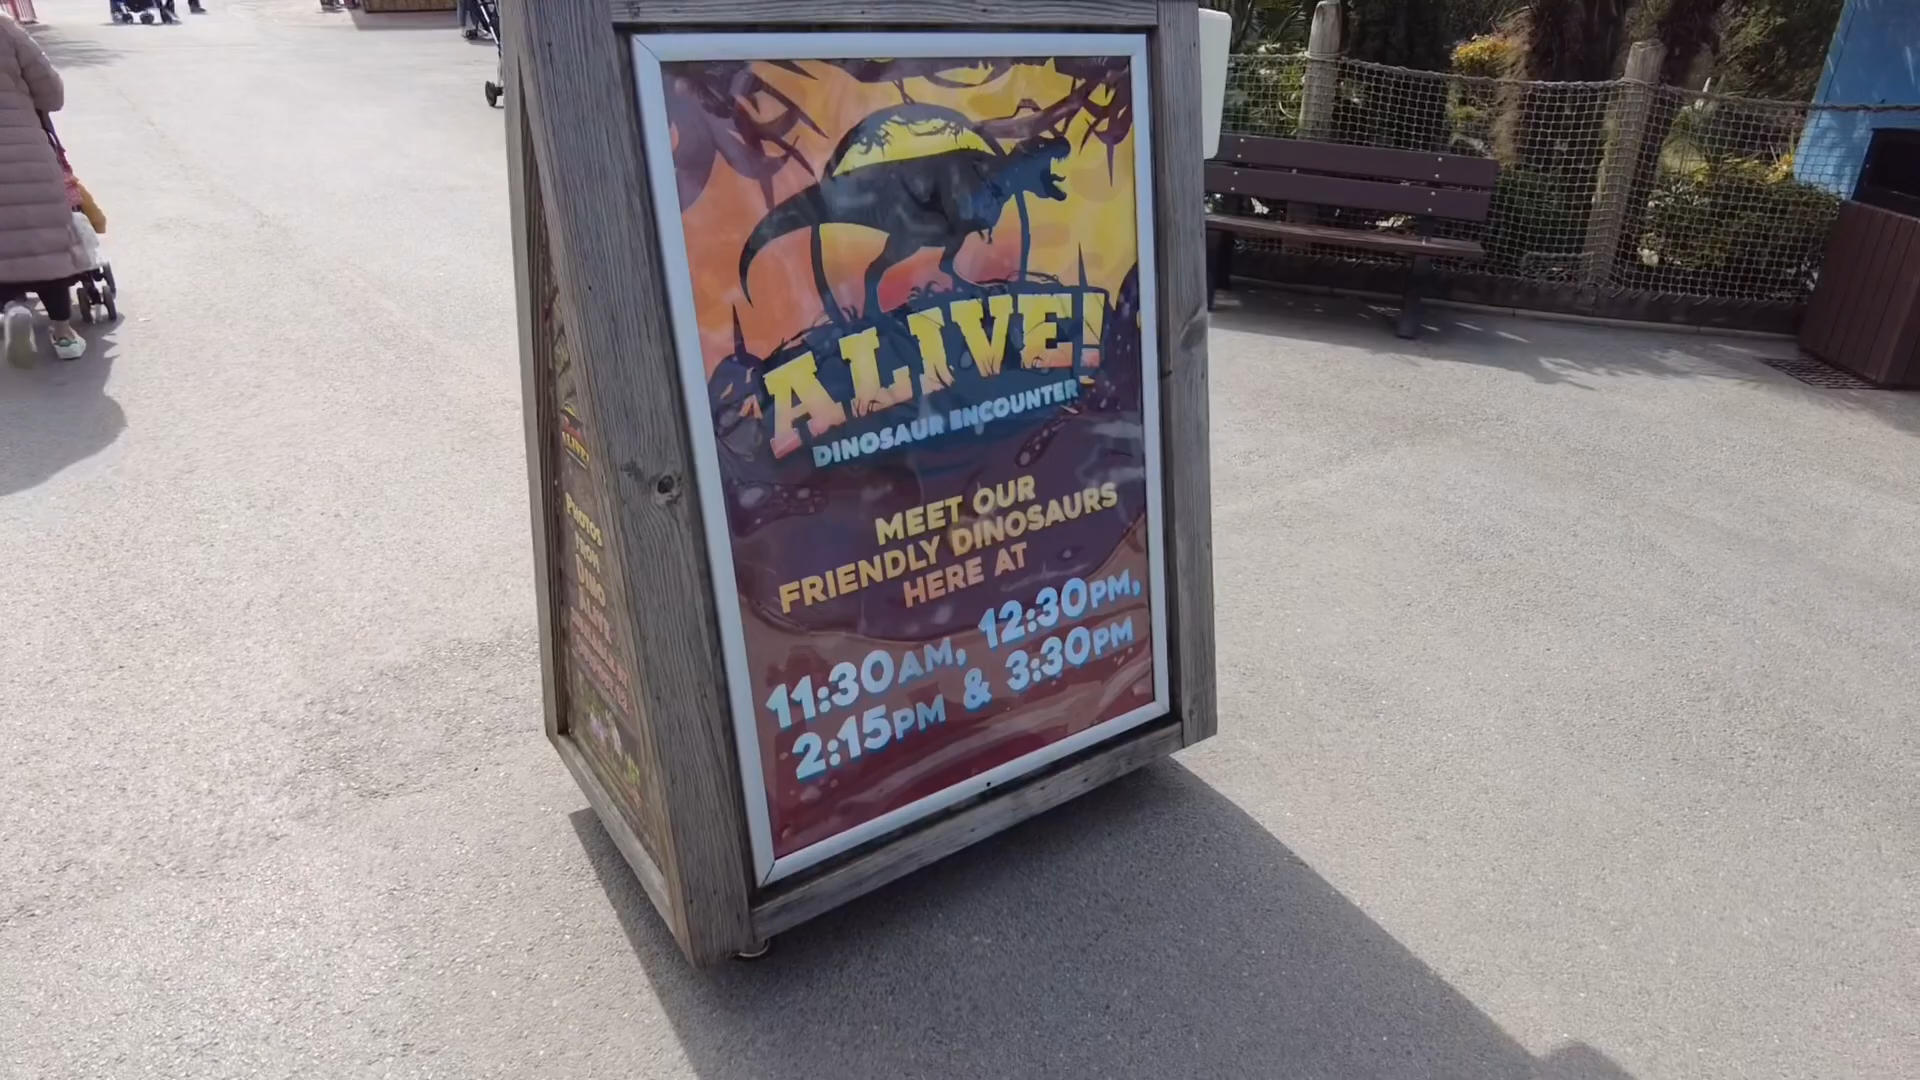 ALIVE!
DINOSAUR ENCOUNTER
MEET OUR
FRIENDLY DINOSAURS
HERE AT
11:30AM, 12:30PM,
2:15PM & 3:30PM
ALIVE!
PHOTOS
FROM
DINO
ALIVE